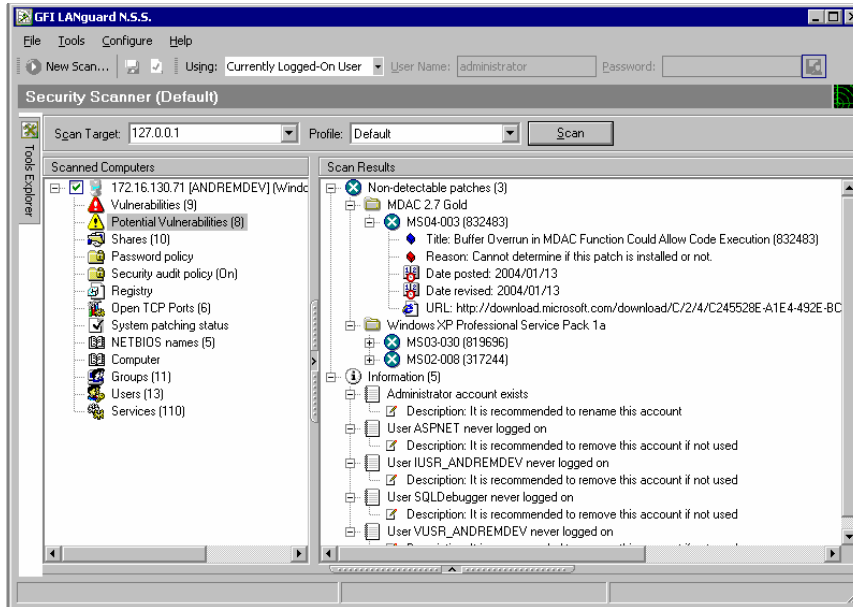 GFI LANguard N.S.S.
File Tools Configure Help
New Scan... Using: Currently Logged-On User User Name: administrator Password:
Security Scanner (Default)
Tools Explorer
Scan Target: 127.0.0.1 Profile: Default Scan
Scanned Computers
172.16.130.71 [ANDREMDEV] (Windo
Vulnerabilities (9)
Potential Vulnerabilities (8)
Shares (10)
Password policy
Security audit policy (On)
Registry
Open TCP Ports (6)
System patching status
NETBIOS names (5)
Computer
Groups (11)
Users (13)
Services (110)
Scan Results
Non-detectable patches (3)
MDAC 2.7 Gold
MS04-003 (832483)
Title: Buffer Overrun in MDAC Function Could Allow Code Execution (832483)
Reason: Cannot determine if this patch is installed or not.
Date posted: 2004/01/13
Date revised: 2004/01/13
URL: http://download.microsoft.com/download/C/2/4/C245528E-A1E4-492E-BC
Windows XP Professional Service Pack 1a
MS03-030 (819696)
MS02-008 (317244)
Information (5)
Administrator account exists
Description: It is recommended to rename this account
User ASPNET never logged on
Description: It is recommended to remove this account if not used
User IUSR_ANDREMDEV never logged on
Description: It is recommended to remove this account if not used
User SQLDebugger never logged on
Description: It is recommended to remove this account if not used
User VUSR_ANDREMDEV never logged on